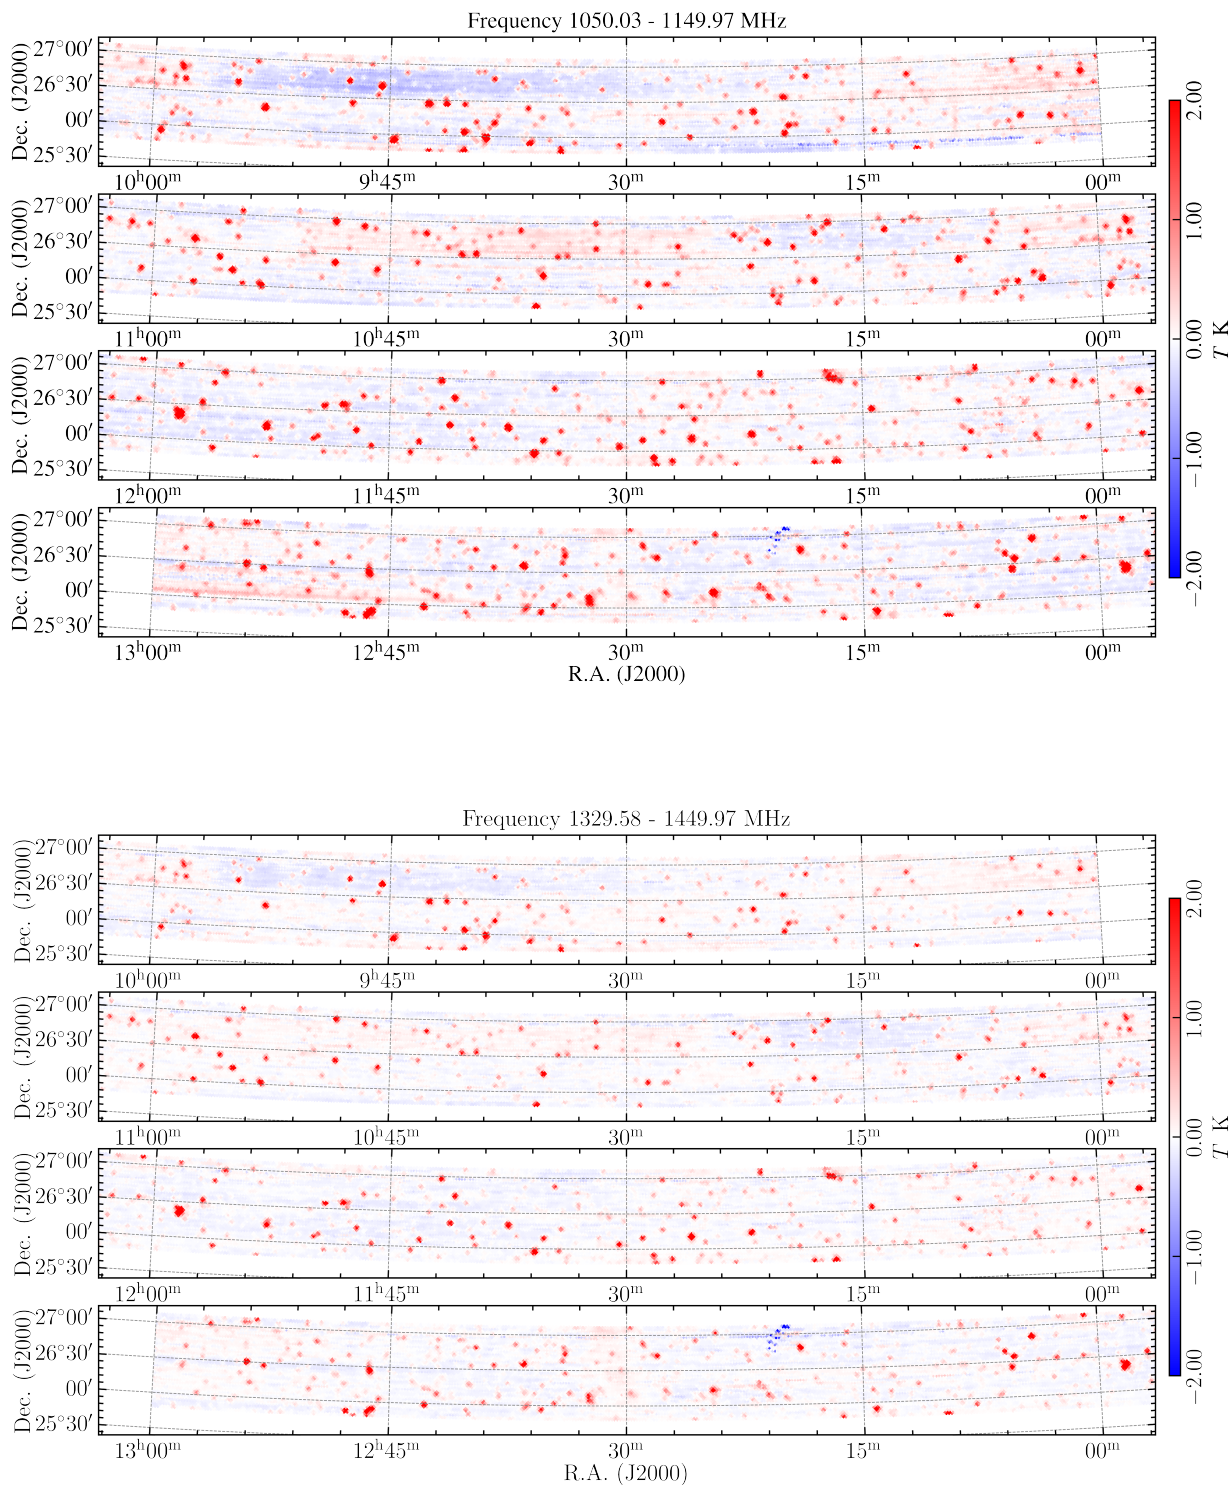 Frequency 1050.03 - 1149.97 MHz
Dec. (J2000)
27°00′
26°30′
00′
25°30′
10ʰ00ᵐ 9ʰ45ᵐ 30ᵐ 15ᵐ 00ᵐ
Dec. (J2000)
27°00′
26°30′
00′
25°30′
11ʰ00ᵐ 10ʰ45ᵐ 30ᵐ 15ᵐ 00ᵐ
Dec. (J2000)
27°00′
26°30′
00′
25°30′
12ʰ00ᵐ 11ʰ45ᵐ 30ᵐ 15ᵐ 00ᵐ
Dec. (J2000)
27°00′
26°30′
00′
25°30′
13ʰ00ᵐ 12ʰ45ᵐ 30ᵐ 15ᵐ 00ᵐ
R.A. (J2000)
2.00
1.00
0.00
−1.00
−2.00
T K
Frequency 1329.58 - 1449.97 MHz
Dec. (J2000)
27°00′
26°30′
00′
25°30′
10ʰ00ᵐ 9ʰ45ᵐ 30ᵐ 15ᵐ 00ᵐ
Dec. (J2000)
27°00′
26°30′
00′
25°30′
11ʰ00ᵐ 10ʰ45ᵐ 30ᵐ 15ᵐ 00ᵐ
Dec. (J2000)
27°00′
26°30′
00′
25°30′
12ʰ00ᵐ 11ʰ45ᵐ 30ᵐ 15ᵐ 00ᵐ
Dec. (J2000)
27°00′
26°30′
00′
25°30′
13ʰ00ᵐ 12ʰ45ᵐ 30ᵐ 15ᵐ 00ᵐ
R.A. (J2000)
2.00
1.00
0.00
−1.00
−2.00
T K